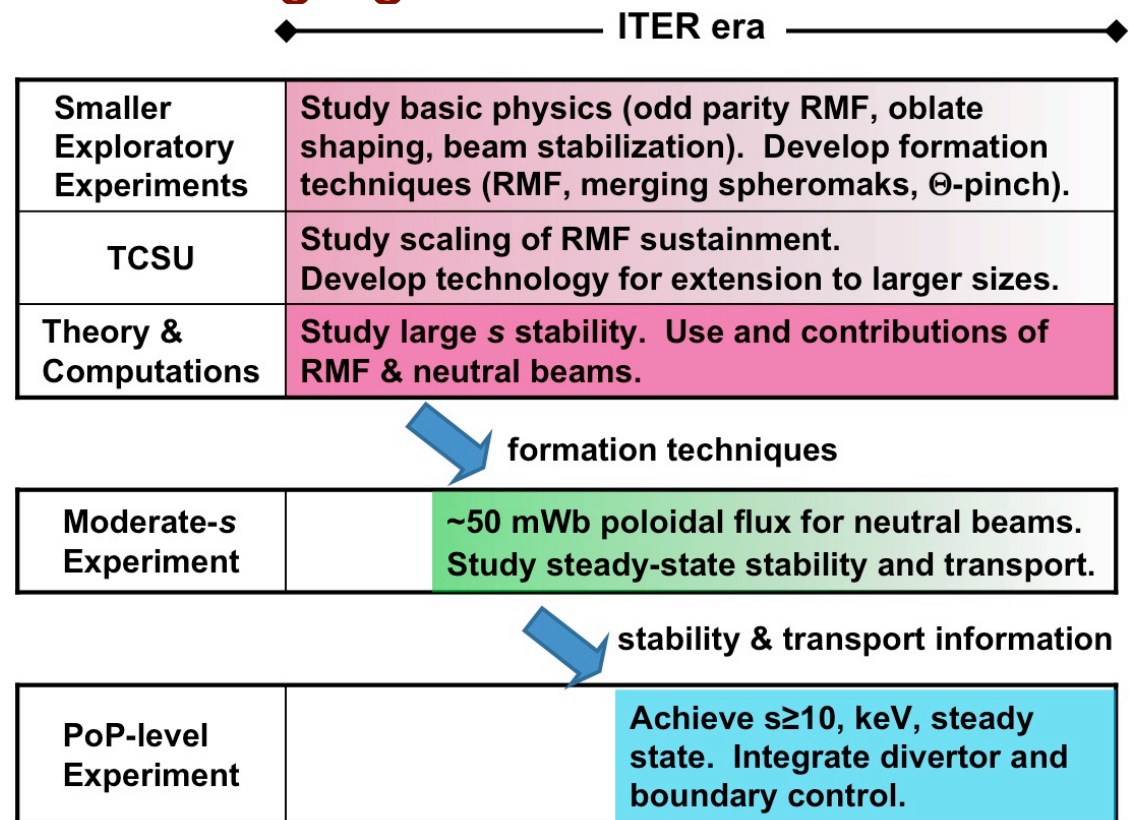 ITER era
Smaller
Exploratory
Experiments
Study basic physics (odd parity RMF, oblate
shaping, beam stabilization).  Develop formation
techniques (RMF, merging spheromaks, Θ-pinch).
TCSU
Study scaling of RMF sustainment.
Develop technology for extension to larger sizes.
Theory &
Computations
Study large s stability.  Use and contributions of
RMF & neutral beams.
formation techniques
Moderate-s
Experiment
~50 mWb poloidal flux for neutral beams.
Study steady-state stability and transport.
stability & transport information
PoP-level
Experiment
Achieve s≥10, keV, steady
state.  Integrate divertor and
boundary control.